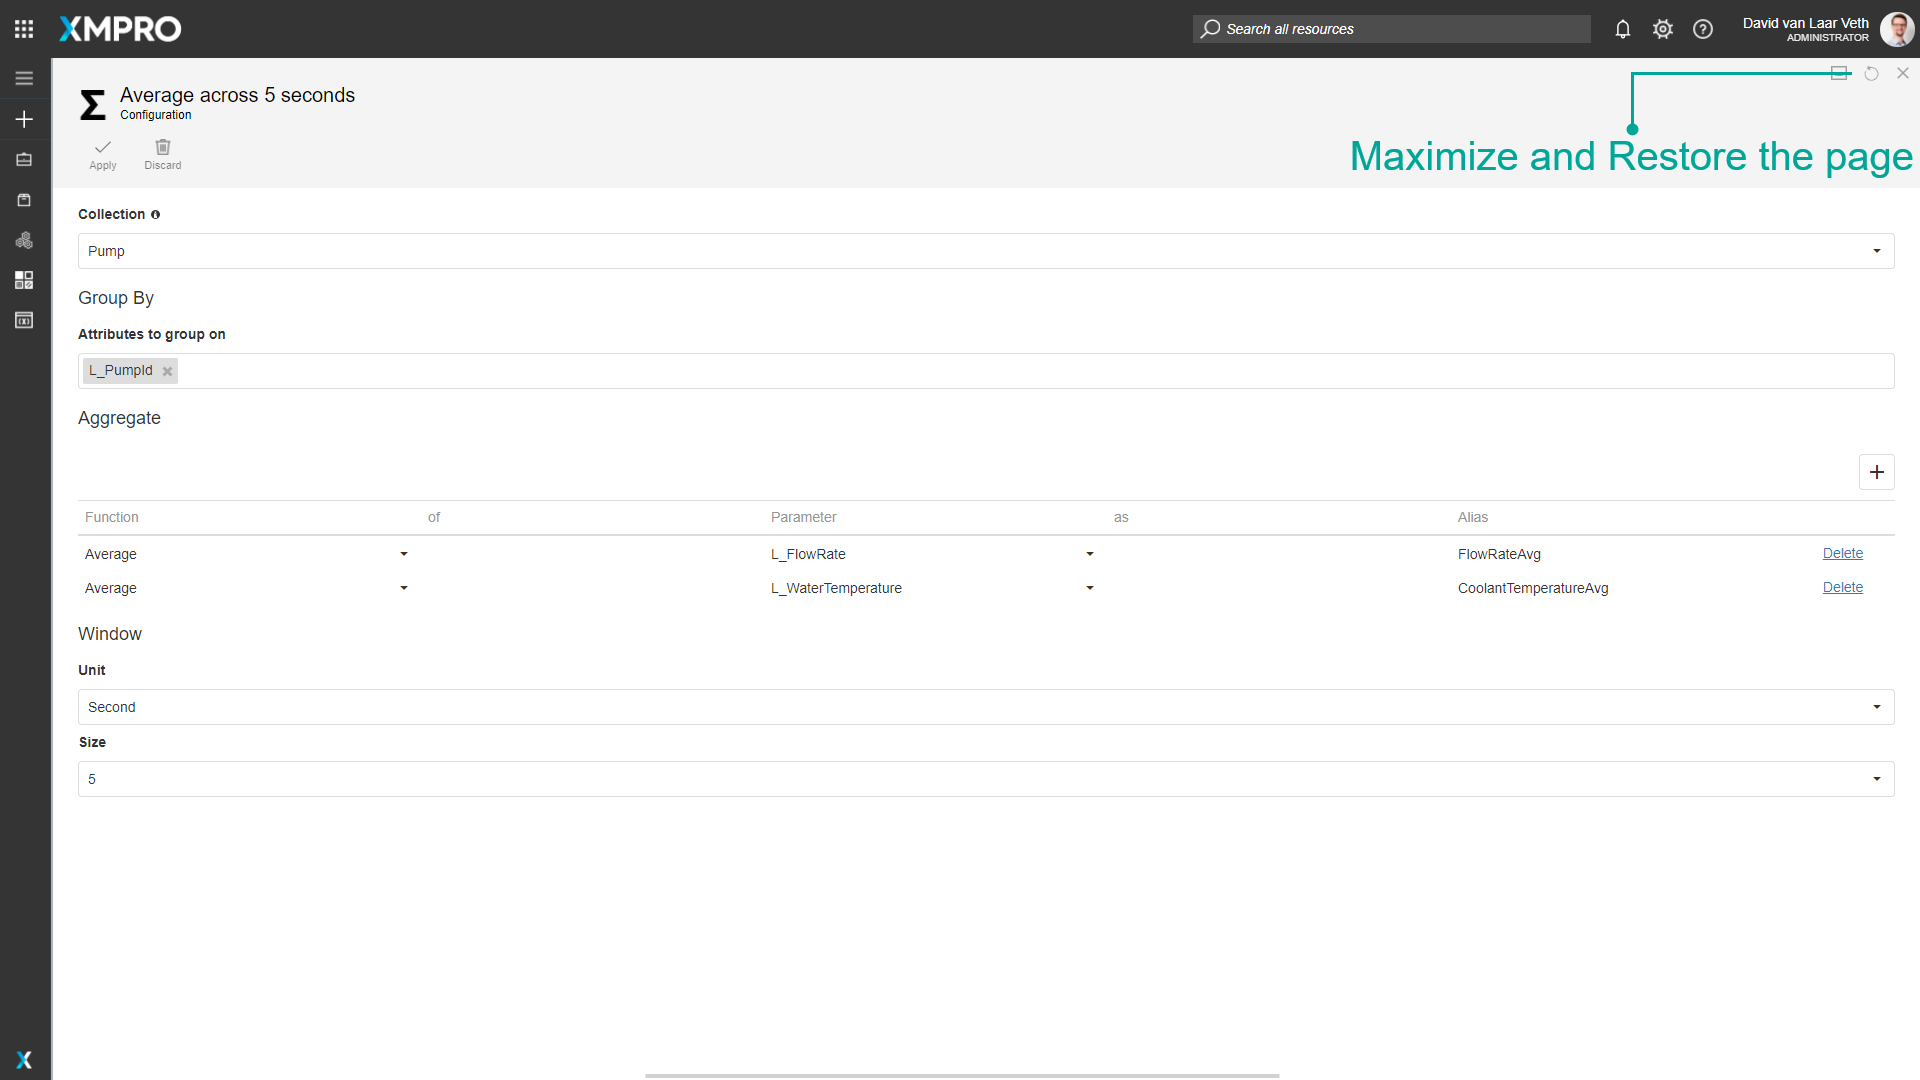 XMPRO
Search all resources
David van Laar Veth
ADMINISTRATOR
Average across 5 seconds
Configuration
Apply
Discard
Maximize and Restore the page
Collection
Pump
Group By
Attributes to group on
L_PumpId
Aggregate
Function of Parameter as Alias
Average L_FlowRate FlowRateAvg Delete
Average L_WaterTemperature CoolantTemperatureAvg Delete
Window
Unit
Second
Size
5